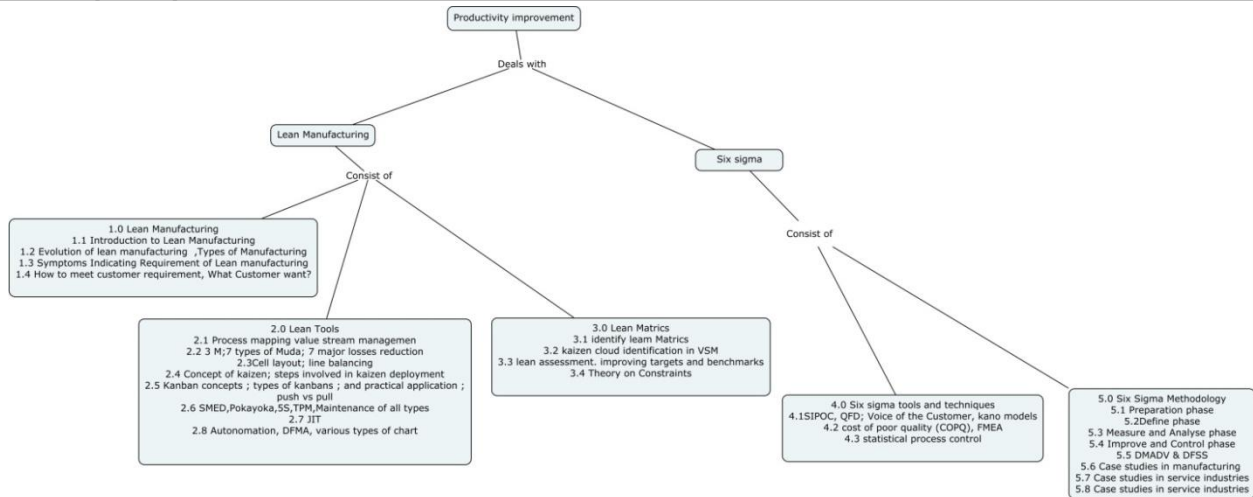 Productivity improvement
Deals with
Lean Manufacturing
Six sigma
Consist of
Consist of
1.0 Lean Manufacturing
1.1 Introduction to Lean Manufacturing
1.2 Evolution of lean manufacturing ,Types of Manufacturing
1.3 Symptoms Indicating Requirement of Lean manufacturing
1.4 How to meet customer requirement, What Customer want?
2.0 Lean Tools
2.1 Process mapping value stream managemen
2.2 3 M;7 types of Muda; 7 major losses reduction
2.3Cell layout; line balancing
2.4 Concept of kaizen; steps involved in kaizen deployment
2.5 Kanban concepts ; types of kanbans ; and practical application ;
push vs pull
2.6 SMED,Pokayoka,5S,TPM,Maintenance of all types
2.7 JIT
2.8 Autonomation, DFMA, various types of chart
3.0 Lean Matrics
3.1 identify leam Matrics
3.2 kaizen cloud identification in VSM
3.3 lean assessment. improving targets and benchmarks
3.4 Theory on Constraints
4.0 Six sigma tools and techniques
4.1SIPOC, QFD; Voice of the Customer, kano models
4.2 cost of poor quality (COPQ), FMEA
4.3 statistical process control
5.0 Six Sigma Methodology
5.1 Preparation phase
5.2Define phase
5.3 Measure and Analyse phase
5.4 Improve and Control phase
5.5 DMADV & DFSS
5.6 Case studies in manufacturing
5.7 Case studies in service industries
5.8 Case studies in service industries